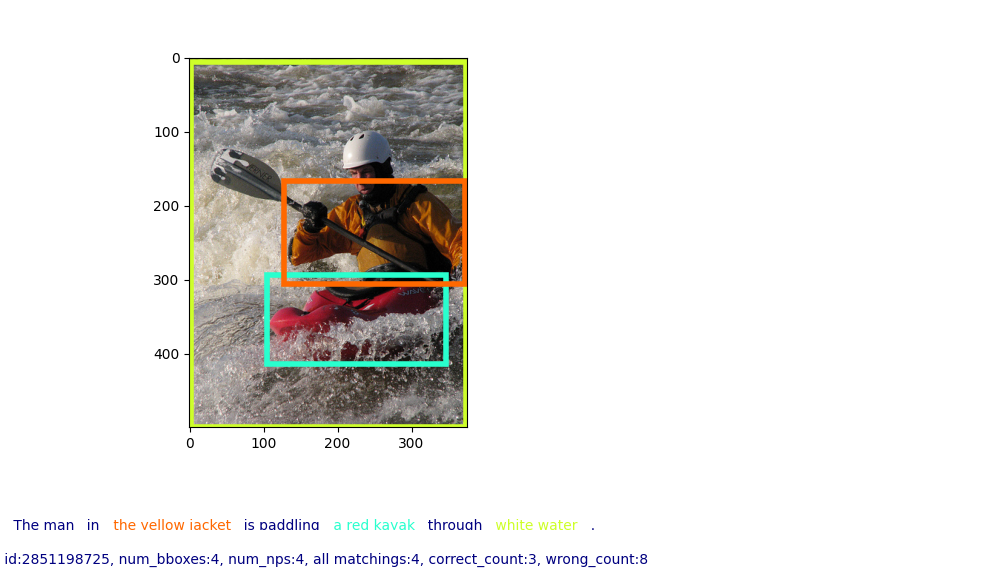 0
100
200
300
400
0 100 200 300
The man in the yellow jacket is paddling a red kayak through white water .
id:2851198725, num_bboxes:4, num_nps:4, all matchings:4, correct_count:3, wrong_count:8